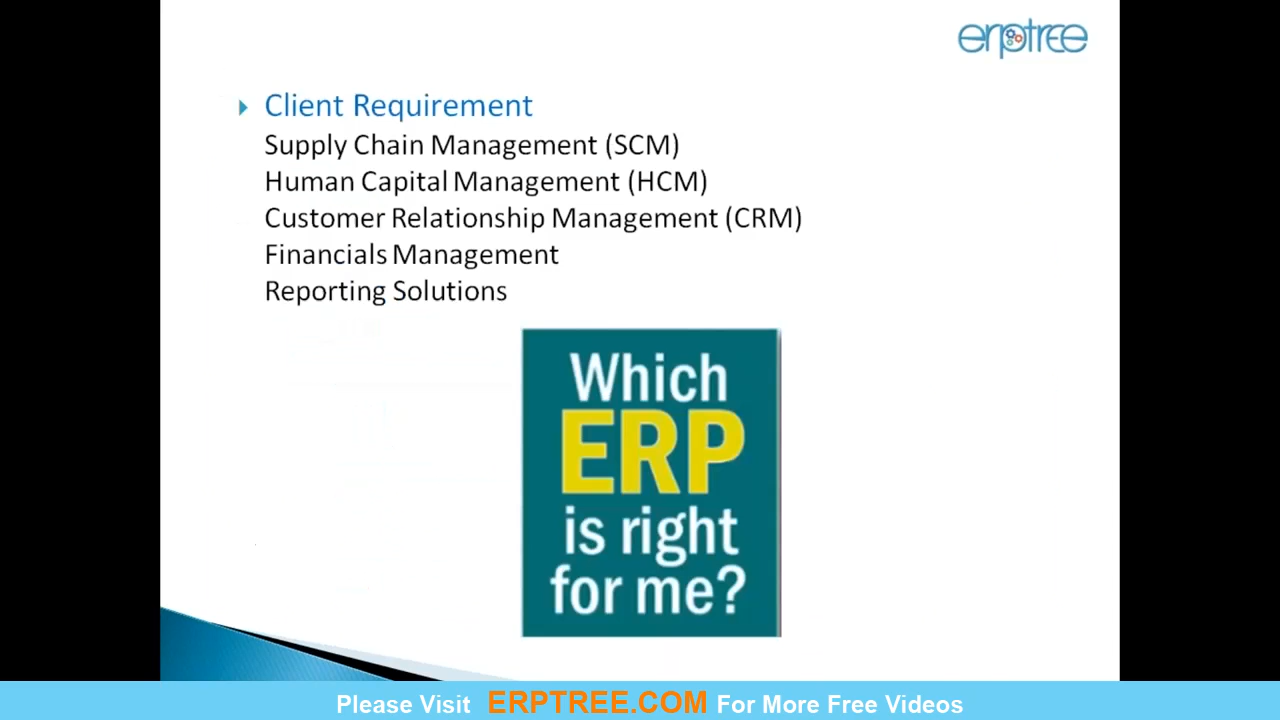 erptree
Client Requirement
Supply Chain Management (SCM)
Human Capital Management (HCM)
Customer Relationship Management (CRM)
Financials Management
Reporting Solutions
Which
ERP
is right
for me?
Please Visit ERPTREE.COM For More Free Videos